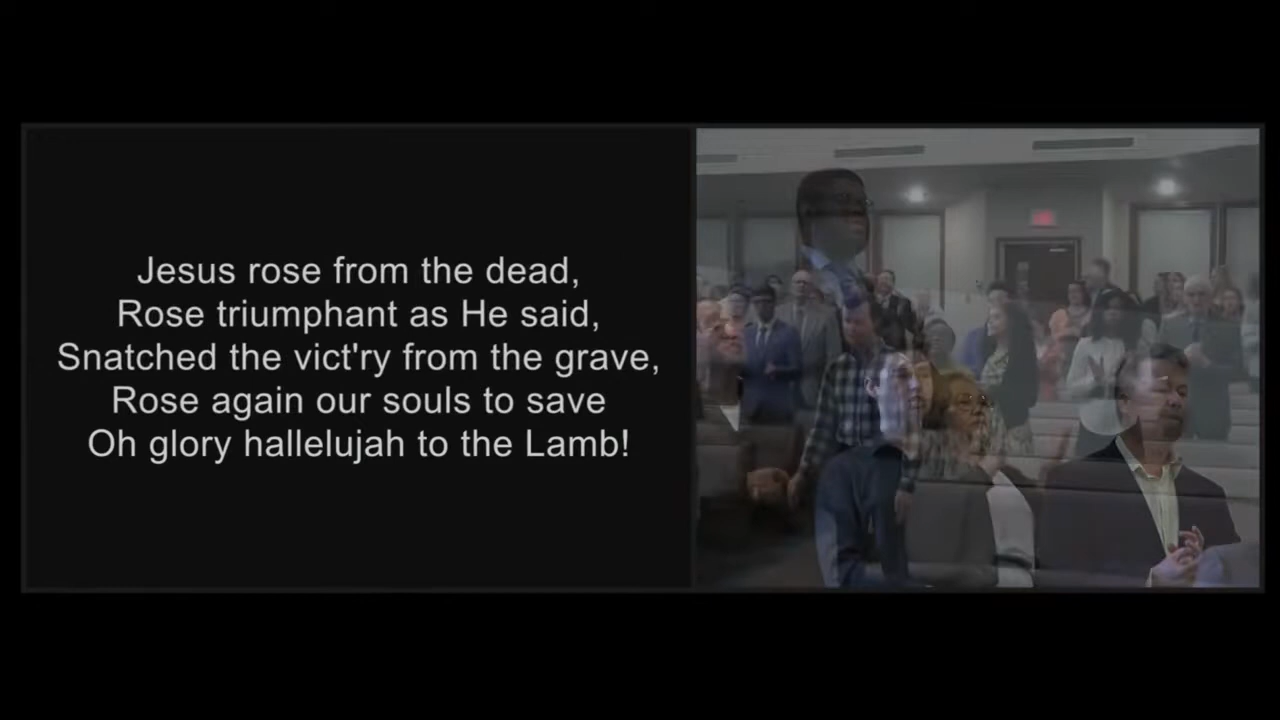 Jesus rose from the dead,
Rose triumphant as He said,
Snatched the vict'ry from the grave,
Rose again our souls to save
Oh glory hallelujah to the Lamb!